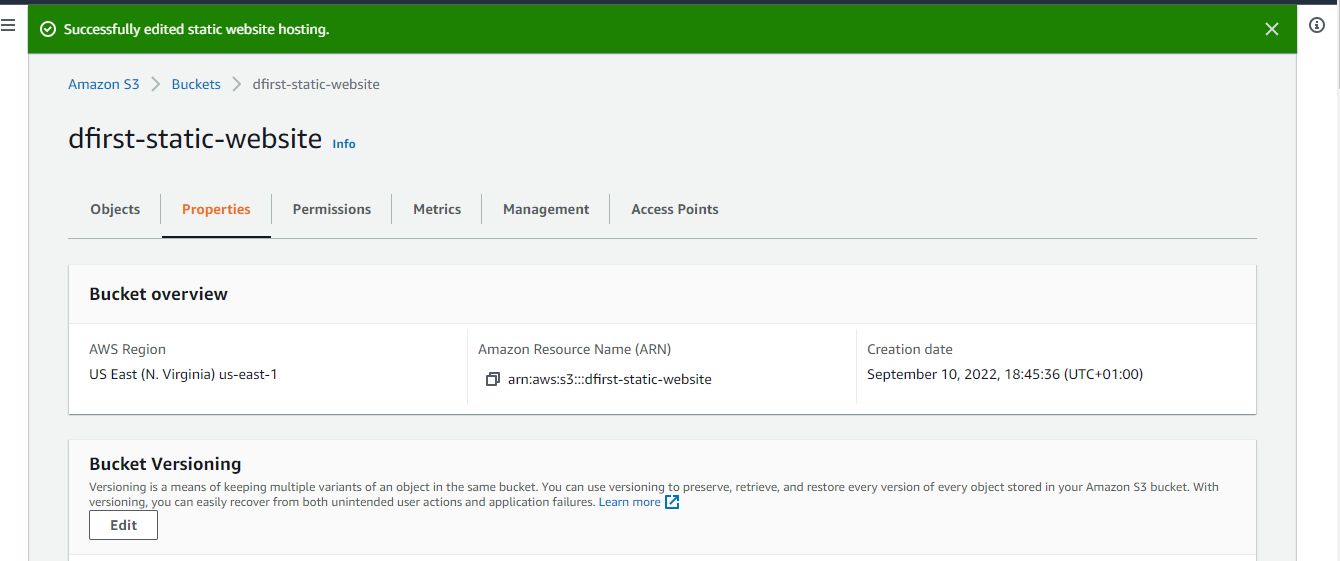 Successfully edited static website hosting.
Amazon S3 Buckets dfirst-static-website
dfirst-static-website Info
Objects Properties Permissions Metrics Management Access Points
Bucket overview
AWS Region Amazon Resource Name (ARN) Creation date
US East (N. Virginia) us-east-1 arn:aws:s3:::dfirst-static-website September 10, 2022, 18:45:36 (UTC+01:00)
Bucket Versioning
Versioning is a means of keeping multiple variants of an object in the same bucket. You can use versioning to preserve, retrieve, and restore every version of every object stored in your Amazon S3 bucket. With
versioning, you can easily recover from both unintended user actions and application failures. Learn more
Edit